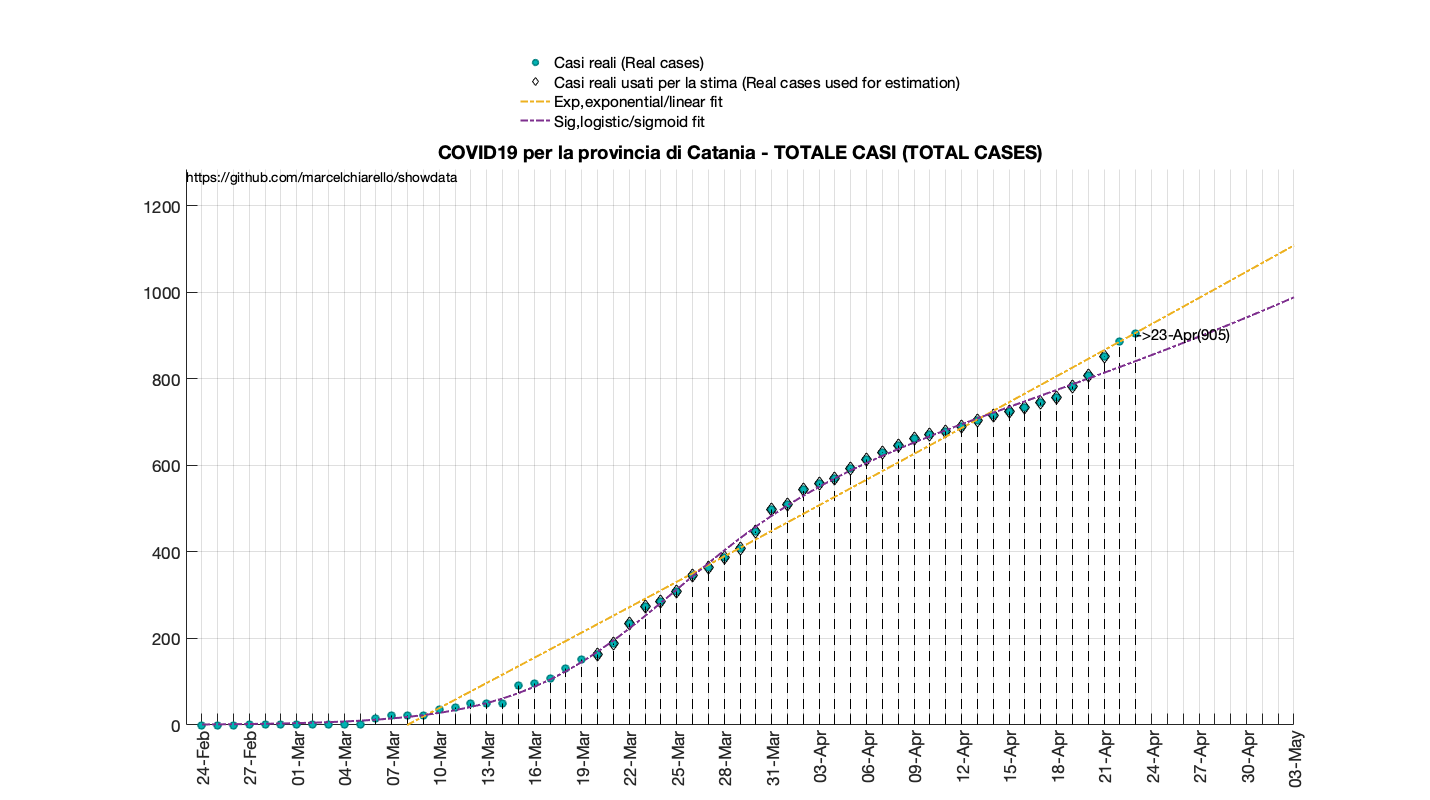 Casi reali (Real cases)
Casi reali usati per la stima (Real cases used for estimation)
Exp,exponential/linear fit
Sig,logistic/sigmoid fit
COVID19 per la provincia di Catania - TOTALE CASI (TOTAL CASES)
https://github.com/marcelchiarello/showdata
1200
1000
800
600
400
200
0
->23-Apr(905)
24-Feb
27-Feb
01-Mar
04-Mar
07-Mar
10-Mar
13-Mar
16-Mar
19-Mar
22-Mar
25-Mar
28-Mar
31-Mar
03-Apr
06-Apr
09-Apr
12-Apr
15-Apr
18-Apr
21-Apr
24-Apr
27-Apr
30-Apr
03-May